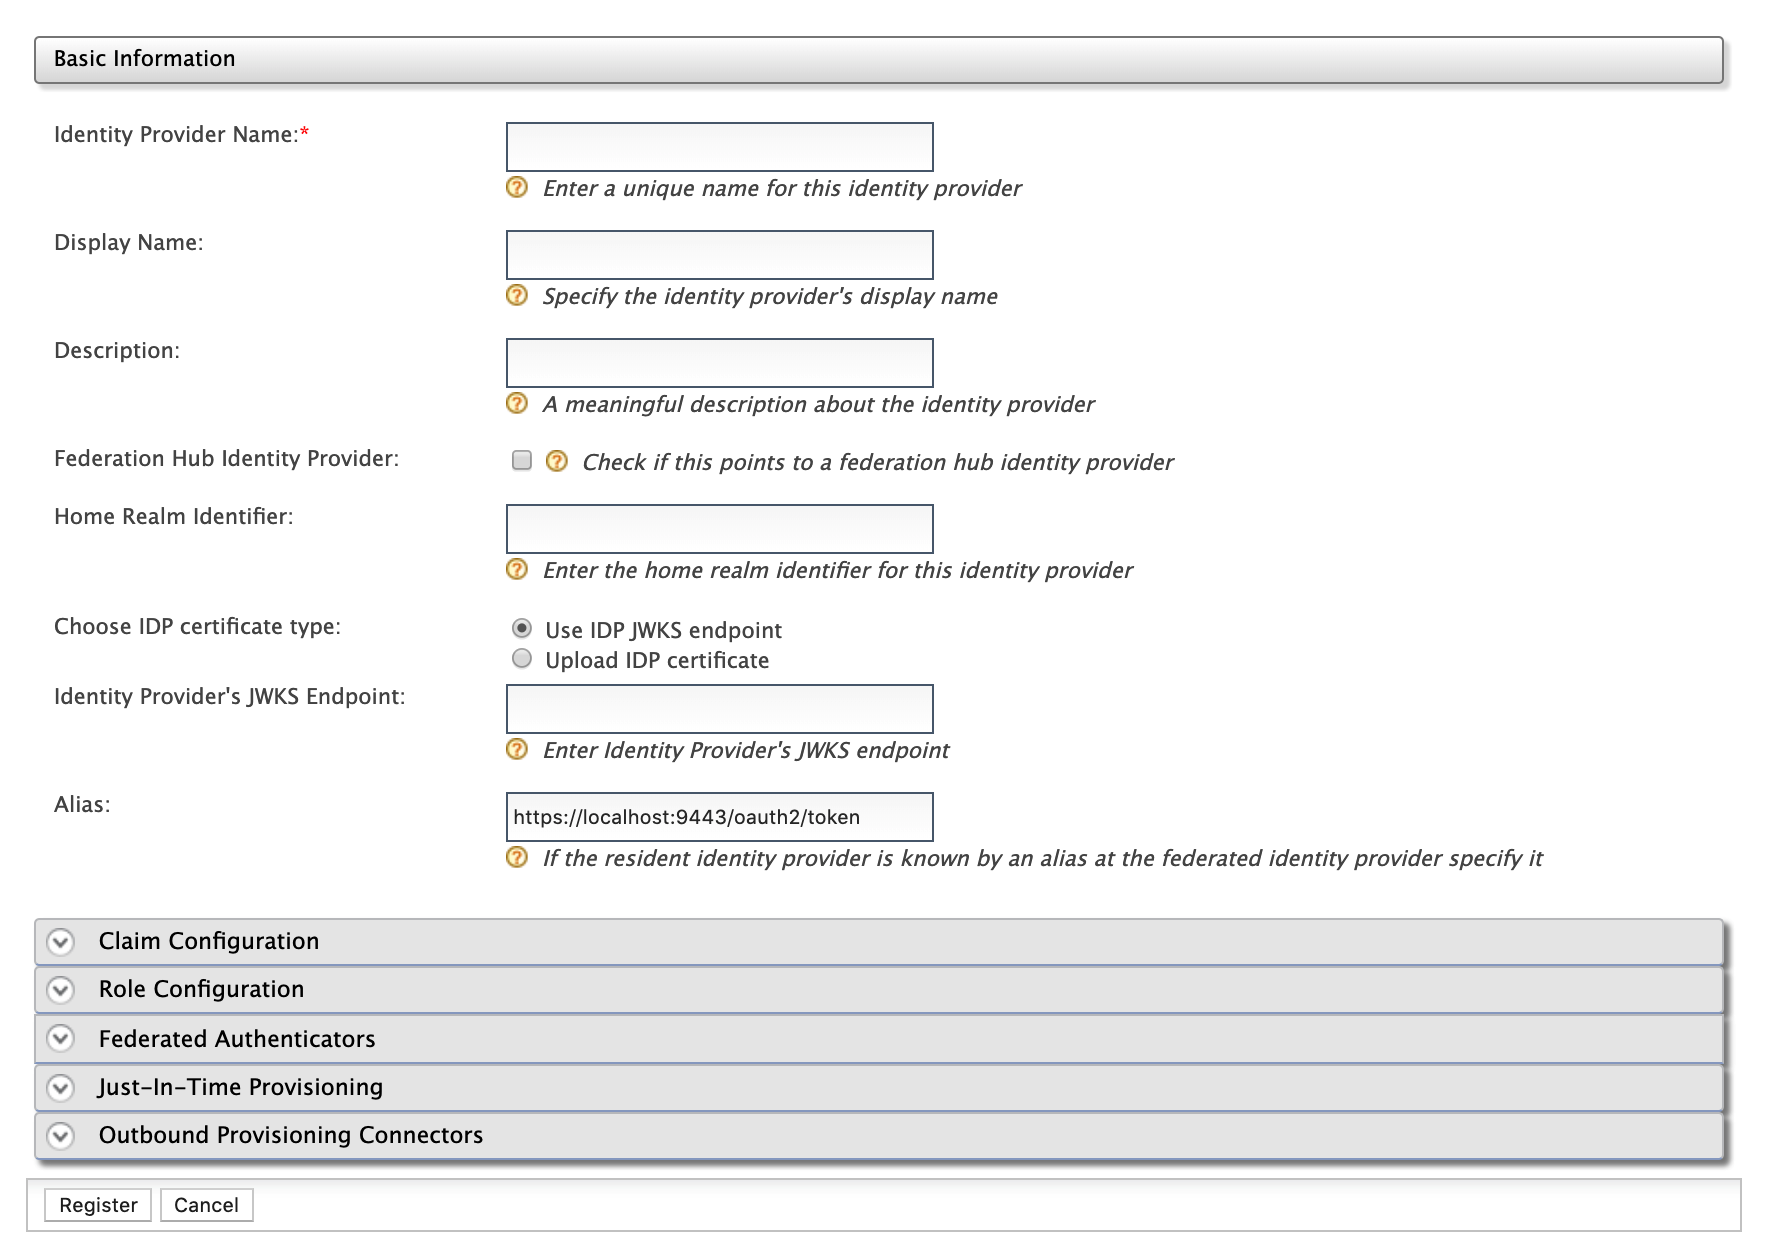 Basic Information
Identity Provider Name:*
Enter a unique name for this identity provider
Display Name:
Specify the identity provider's display name
Description:
A meaningful description about the identity provider
Federation Hub Identity Provider:
Check if this points to a federation hub identity provider
Home Realm Identifier:
Enter the home realm identifier for this identity provider
Choose IDP certificate type:
Use IDP JWKS endpoint
Upload IDP certificate
Identity Provider's JWKS Endpoint:
Enter Identity Provider's JWKS endpoint
Alias:
https://localhost:9443/oauth2/token
If the resident identity provider is known by an alias at the federated identity provider specify it
Claim Configuration
Role Configuration
Federated Authenticators
Just-In-Time Provisioning
Outbound Provisioning Connectors
Register Cancel